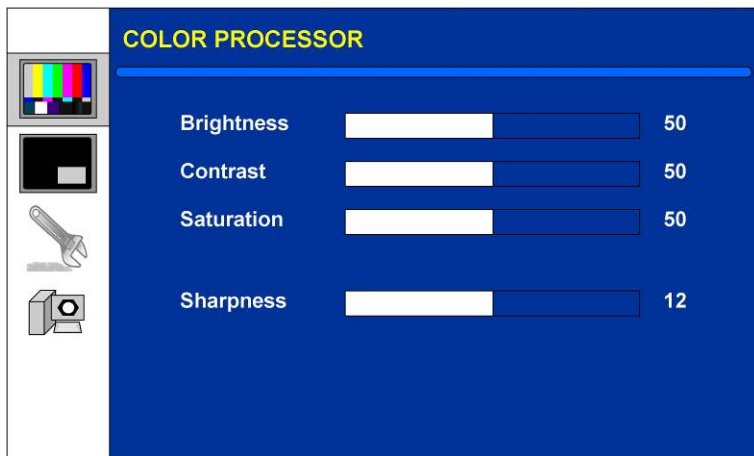 COLOR PROCESSOR
Brightness 50
Contrast 50
Saturation 50
Sharpness 12